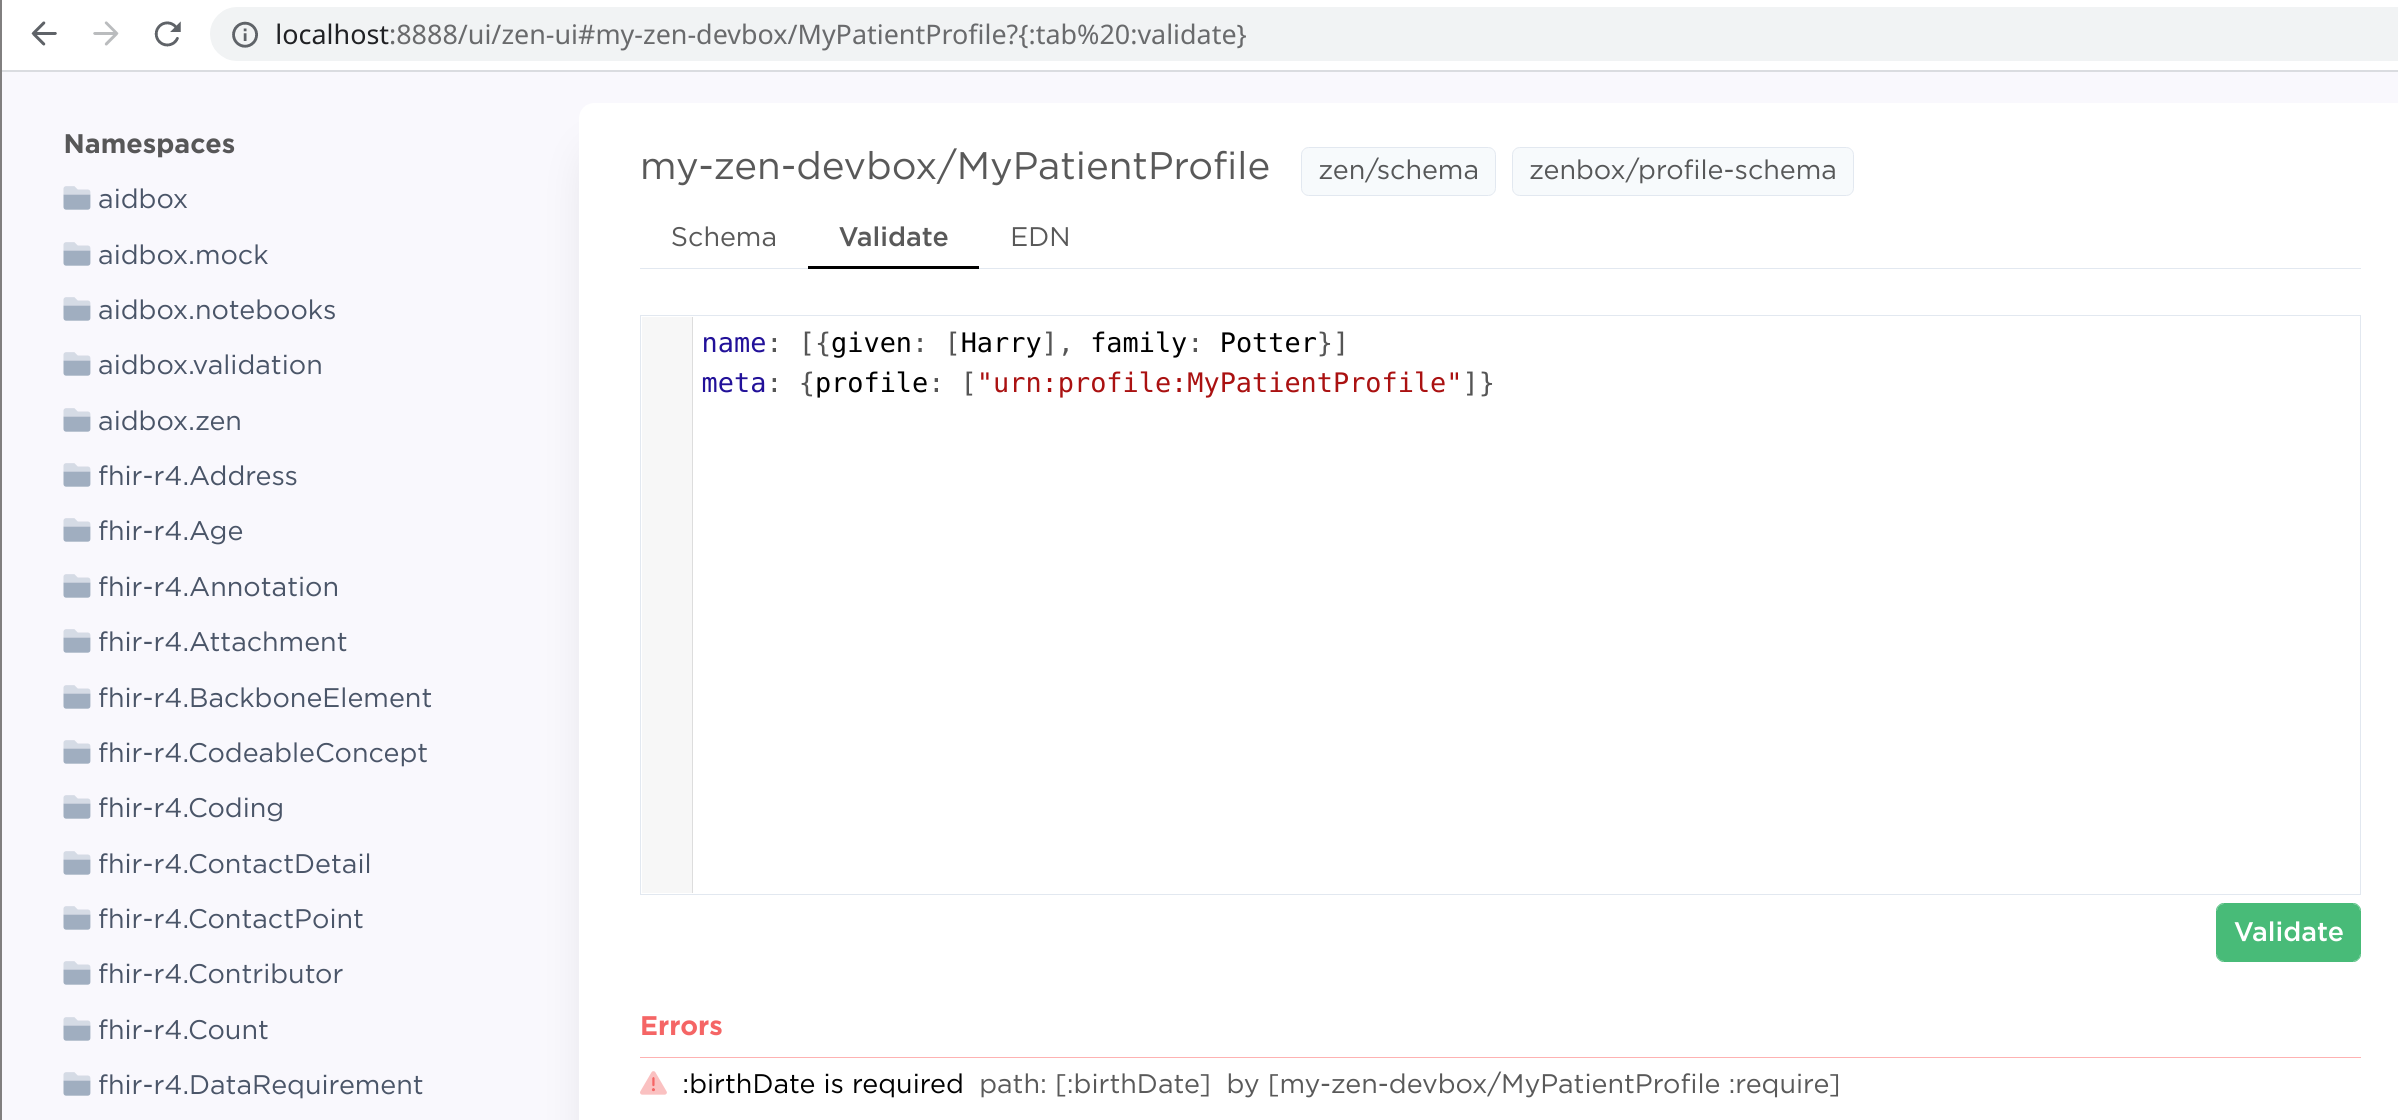 localhost:8888/ui/zen-ui#my-zen-devbox/MyPatientProfile?{:tab%20:validate}
Namespaces
aidbox
aidbox.mock
aidbox.notebooks
aidbox.validation
aidbox.zen
fhir-r4.Address
fhir-r4.Age
fhir-r4.Annotation
fhir-r4.Attachment
fhir-r4.BackboneElement
fhir-r4.CodeableConcept
fhir-r4.Coding
fhir-r4.ContactDetail
fhir-r4.ContactPoint
fhir-r4.Contributor
fhir-r4.Count
fhir-r4.DataRequirement
my-zen-devbox/MyPatientProfile zen/schema zenbox/profile-schema
Schema Validate EDN
name: [{given: [Harry], family: Potter}]
meta: {profile: ["urn:profile:MyPatientProfile"]}
Validate
Errors
:birthDate is required path: [:birthDate] by [my-zen-devbox/MyPatientProfile :require]